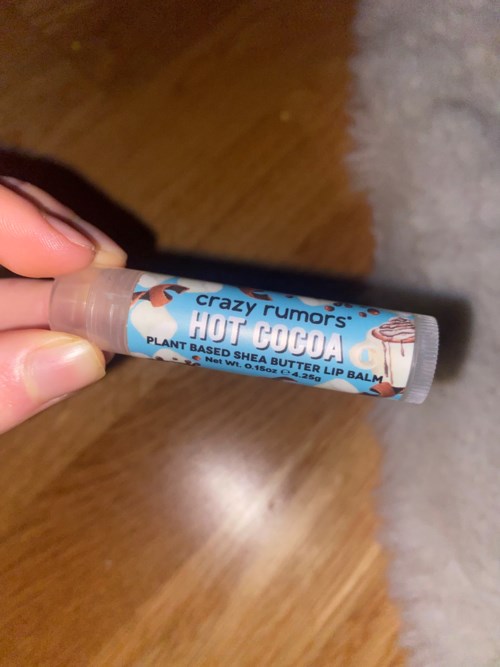 crazy rumors®
HOT COCOA
PLANT BASED SHEA BUTTER LIP BALM
Net Wt. 0.15oz ℮ 4.25g